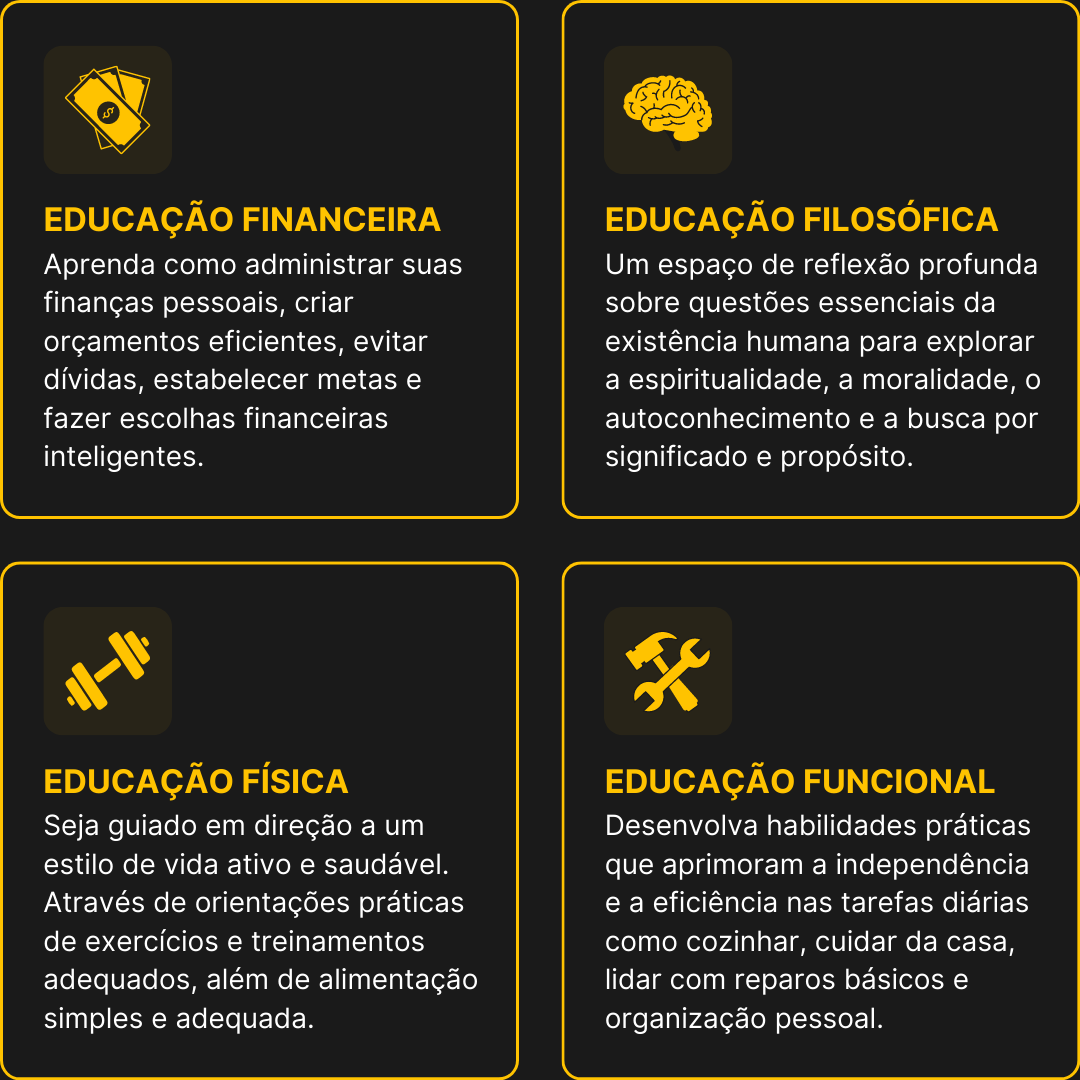 EDUCAÇÃO FINANCEIRA
Aprenda como administrar suas
finanças pessoais, criar
orçamentos eficientes, evitar
dívidas, estabelecer metas e
fazer escolhas financeiras
inteligentes.
EDUCAÇÃO FILOSÓFICA
Um espaço de reflexão profunda
sobre questões essenciais da
existência humana para explorar
a espiritualidade, a moralidade, o
autoconhecimento e a busca por
significado e propósito.
EDUCAÇÃO FÍSICA
Seja guiado em direção a um
estilo de vida ativo e saudável.
Através de orientações práticas
de exercícios e treinamentos
adequados, além de alimentação
simples e adequada.
EDUCAÇÃO FUNCIONAL
Desenvolva habilidades práticas
que aprimoram a independência
e a eficiência nas tarefas diárias
como cozinhar, cuidar da casa,
lidar com reparos básicos e
organização pessoal.